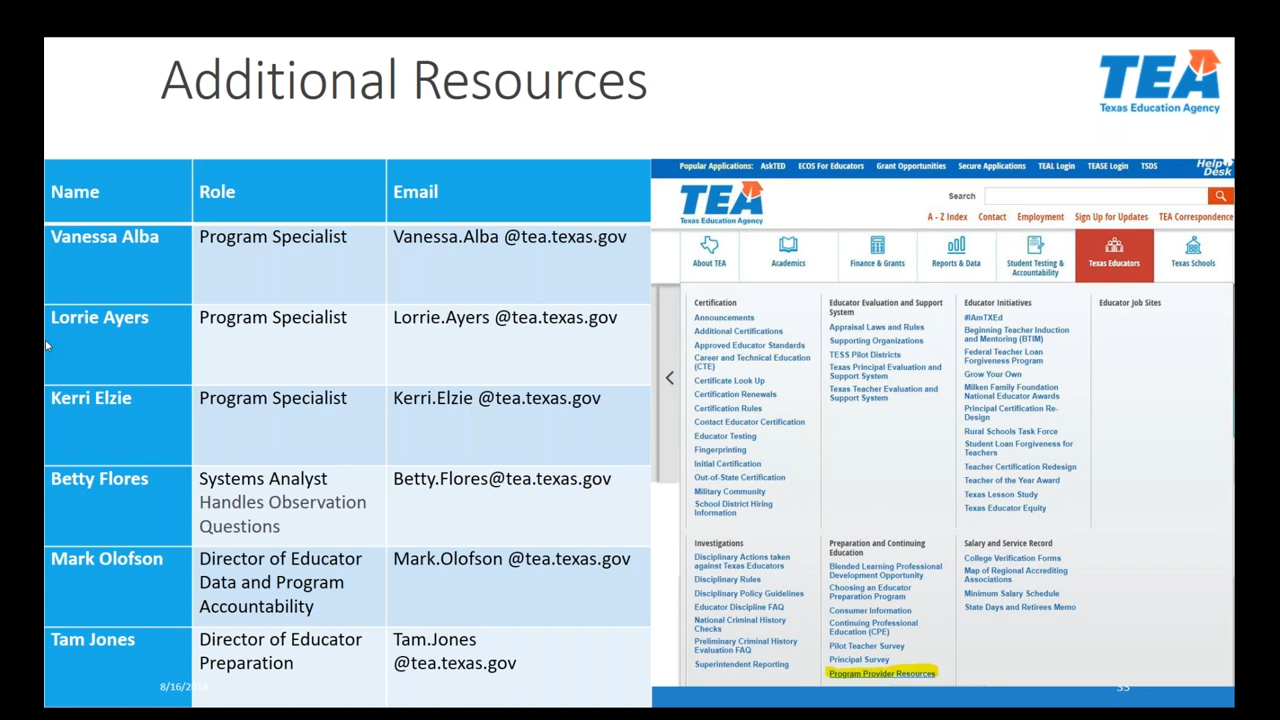 Additional Resources
TEA
Texas Education Agency
Name Role Email
Vanessa Alba Program Specialist Vanessa.Alba @tea.texas.gov
Lorrie Ayers Program Specialist Lorrie.Ayers @tea.texas.gov
Kerri Elzie Program Specialist Kerri.Elzie @tea.texas.gov
Betty Flores Systems Analyst Betty.Flores@tea.texas.gov
Handles Observation
Questions
Mark Olofson Director of Educator Mark.Olofson @tea.texas.gov
Data and Program
Accountability
Tam Jones Director of Educator Tam.Jones
Preparation @tea.texas.gov
Popular Applications: AskTED ECOS For Educators Grant Opportunities Secure Applications TEAL Login TEASE Login TSDS
Help Desk
TEA
Texas Education Agency
Search
A - Z Index Contact Employment Sign Up for Updates TEA Correspondence
About TEA
Academics
Finance & Grants
Reports & Data
Student Testing &
Accountability
Texas Educators
Texas Schools
Certification
Announcements
Additional Certifications
Approved Educator Standards
Career and Technical Education
(CTE)
Certificate Look Up
Certification Renewals
Certification Rules
Contact Educator Certification
Educator Testing
Fingerprinting
Initial Certification
Out-of-State Certification
Military Community
School District Hiring
Information
Educator Evaluation and Support
System
Appraisal Laws and Rules
Supporting Organizations
TESS Pilot Districts
Texas Principal Evaluation and
Support System
Texas Teacher Evaluation and
Support System
Educator Initiatives
#IAmTXEd
Beginning Teacher Induction
and Mentoring (BTIM)
Federal Teacher Loan
Forgiveness Program
Grow Your Own
Milken Family Foundation
National Educator Awards
Principal Certification Re-
Design
Rural Schools Task Force
Student Loan Forgiveness for
Teachers
Teacher Certification Redesign
Teacher of the Year Award
Texas Lesson Study
Texas Educator Equity
Educator Job Sites
Investigations
Disciplinary Actions taken
against Texas Educators
Disciplinary Rules
Disciplinary Policy Guidelines
Educator Discipline FAQ
National Criminal History
Checks
Preliminary Criminal History
Evaluation FAQ
Superintendent Reporting
Preparation and Continuing
Education
Blended Learning Professional
Development Opportunity
Choosing an Educator
Preparation Program
Consumer Information
Continuing Professional
Education (CPE)
Pilot Teacher Survey
Principal Survey
Program Provider Resources
Salary and Service Record
College Verification Forms
Map of Regional Accrediting
Associations
Minimum Salary Schedule
State Days and Retirees Memo